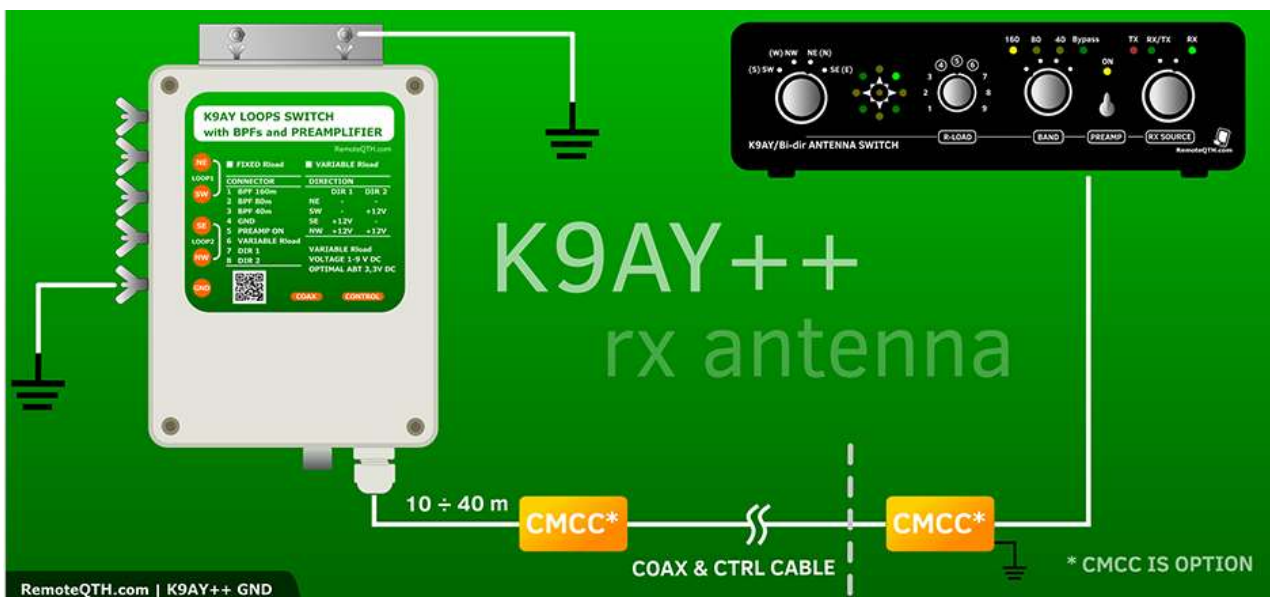 K9AY LOOPS SWITCH
with BPFs and PREAMPLIFIER
RemoteQTH.com
NE
LOOP1
SW
SE
LOOP2
NW
GND
FIXED Rload
VARIABLE Rload
CONNECTOR
1 BPF 160m
2 BPF 80m
3 BPF 40m
4 GND
5 PREAMP ON
6 VARIABLE Rload
7 DIR 1
8 DIR 2
DIRECTION
DIR 1 DIR 2
NE - -
SW - +12V
SE +12V -
NW +12V +12V
VARIABLE Rload
VOLTAGE 1-9 V DC
OPTIMAL ABT 3,3V DC
COAX
CONTROL
(W) NW NE (N)
(S) SW SE (E)
4 5 6
3 7
2 8
1 9
160 80 40 Bypass
ON
TX RX/TX RX
K9AY/Bi-dir ANTENNA SWITCH
R-LOAD
BAND
PREAMP
RX SOURCE
RemoteQTH.com
K9AY++
rx antenna
10 ÷ 40 m
CMCC*
CMCC*
COAX & CTRL CABLE
* CMCC IS OPTION
RemoteQTH.com | K9AY++ GND